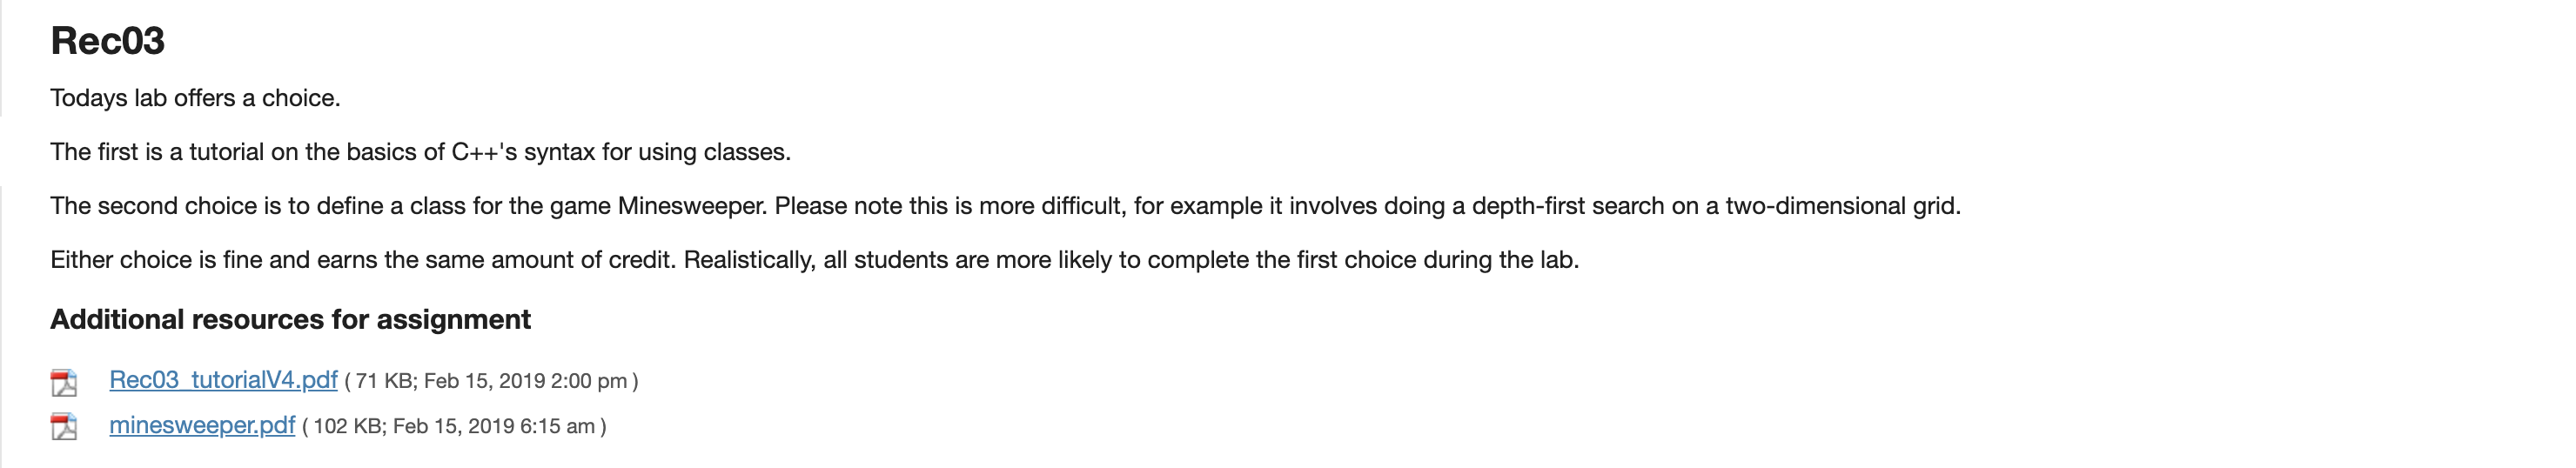 Rec03
Todays lab offers a choice.
The first is a tutorial on the basics of C++'s syntax for using classes.
The second choice is to define a class for the game Minesweeper. Please note this is more difficult, for example it involves doing a depth-first search on a two-dimensional grid.
Either choice is fine and earns the same amount of credit. Realistically, all students are more likely to complete the first choice during the lab.
Additional resources for assignment
Rec03_tutorialV4.pdf ( 71 KB; Feb 15, 2019 2:00 pm )
minesweeper.pdf ( 102 KB; Feb 15, 2019 6:15 am )